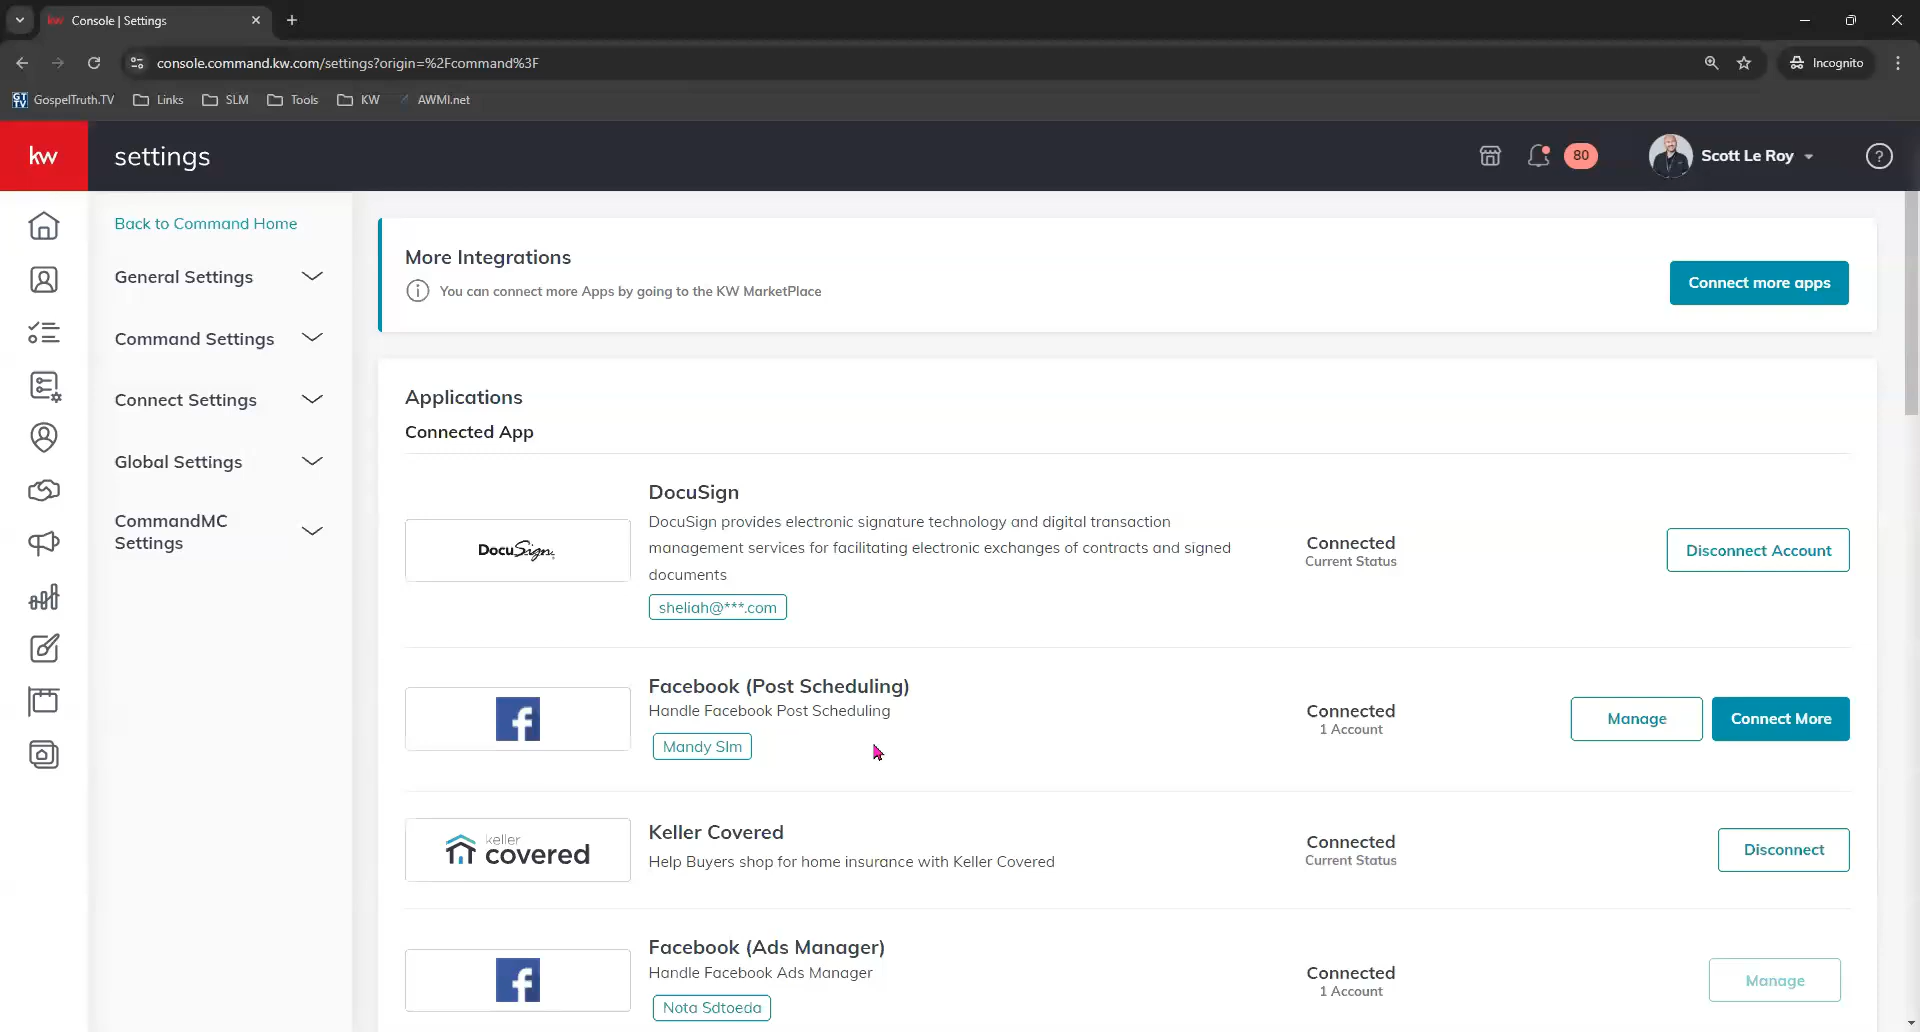 Console | Settings
console.command.kw.com/settings?origin=%2Fcommand%3F
Incognito
GT TV
GospelTruth.TV
Links
SLM
Tools
KW
AWMI.net
kw
settings
80
Scott Le Roy
?
Back to Command Home
General Settings
Command Settings
Connect Settings
Global Settings
CommandMC
Settings
More Integrations
You can connect more Apps by going to the KW MarketPlace
Connect more apps
Applications
Connected App
DocuSign
DocuSign
DocuSign provides electronic signature technology and digital transaction
management services for facilitating electronic exchanges of contracts and signed
documents
sheliah@***.com
Connected
Current Status
Disconnect Account
f
Facebook (Post Scheduling)
Handle Facebook Post Scheduling
Mandy Slm
Connected
1 Account
Manage
Connect More
keller
covered
Keller Covered
Help Buyers shop for home insurance with Keller Covered
Connected
Current Status
Disconnect
f
Facebook (Ads Manager)
Handle Facebook Ads Manager
Nota Sdtoeda
Connected
1 Account
Manage